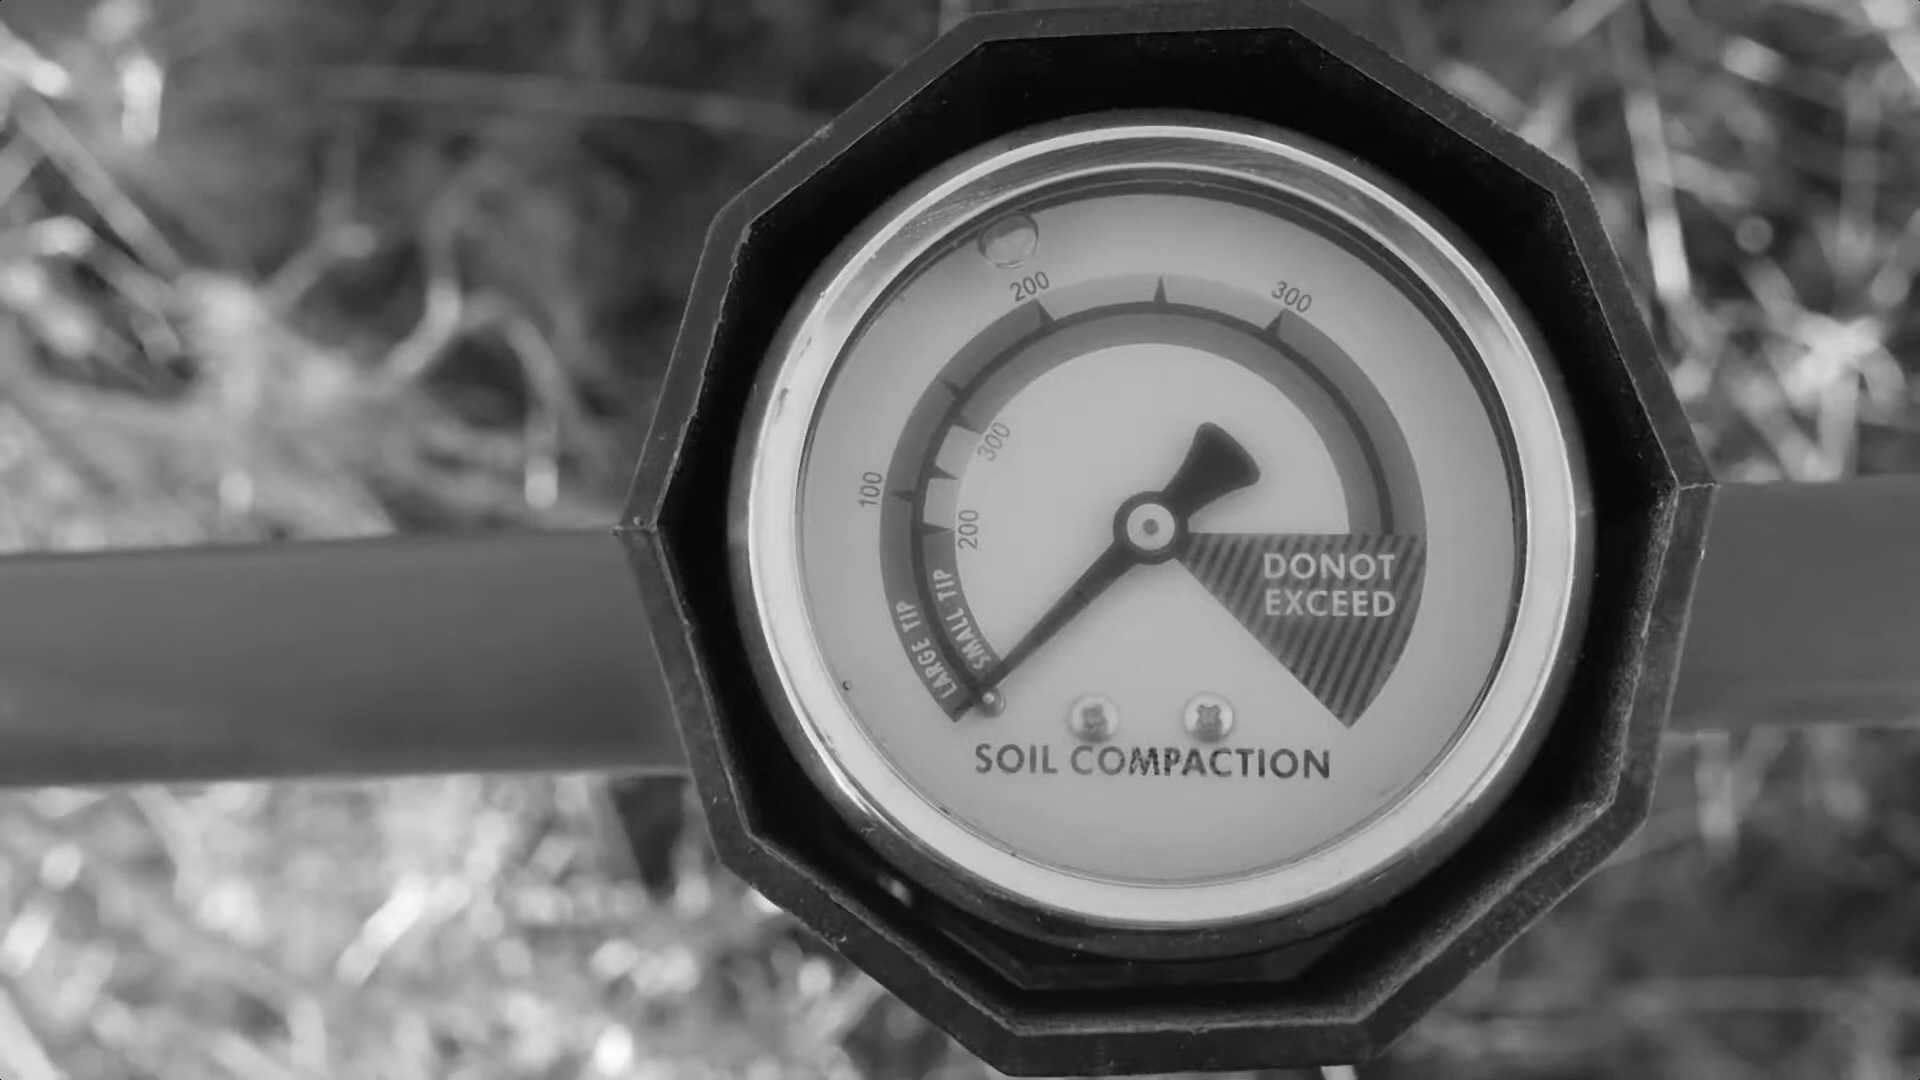 200
300
300
100
200
LARGE TIP
SMALL TIP
DONOT
EXCEED
SOIL COMPACTION